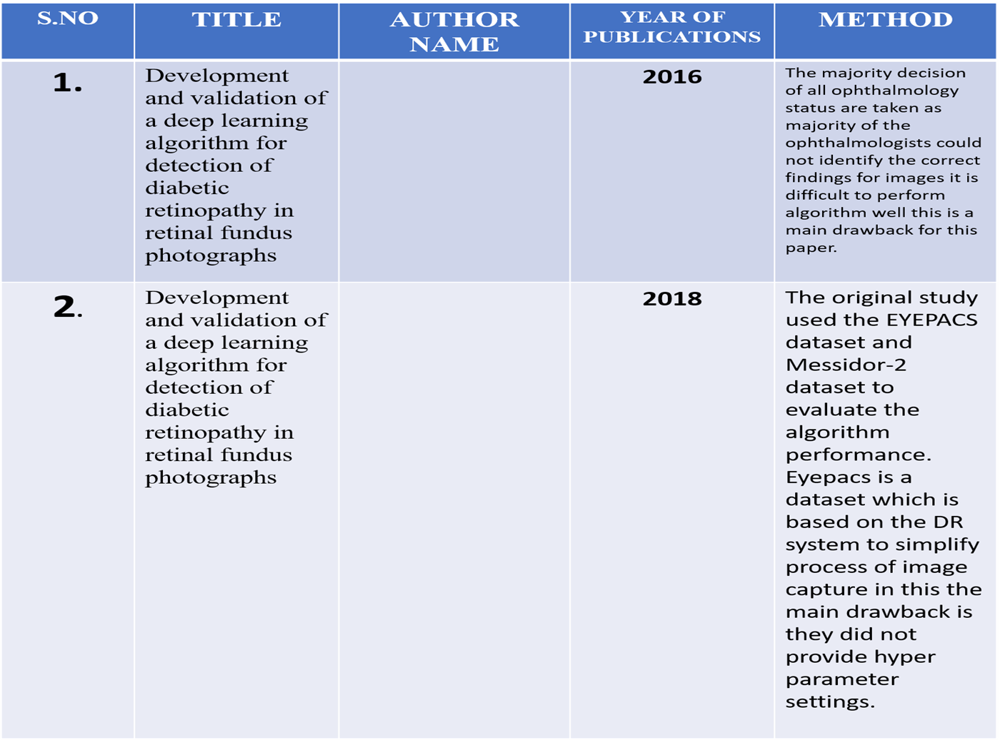 S.NO
TITLE
AUTHOR
NAME
YEAR OF
PUBLICATIONS
METHOD
1.
Development
and validation of
a deep learning
algorithm for
detection of
diabetic
retinopathy in
retinal fundus
photographs
2016
The majority decision
of all ophthalmology
status are taken as
majority of the
ophthalmologists could
not identify the correct
findings for images it is
difficult to perform
algorithm well this is a
main drawback for this
paper.
2.
Development
and validation of
a deep learning
algorithm for
detection of
diabetic
retinopathy in
retinal fundus
photographs
2018
The original study
used the EYEPACS
dataset and
Messidor-2
dataset to
evaluate the
algorithm
performance.
Eyepacs is a
dataset which is
based on the DR
system to simplify
process of image
capture in this the
main drawback is
they did not
provide hyper
parameter
settings.